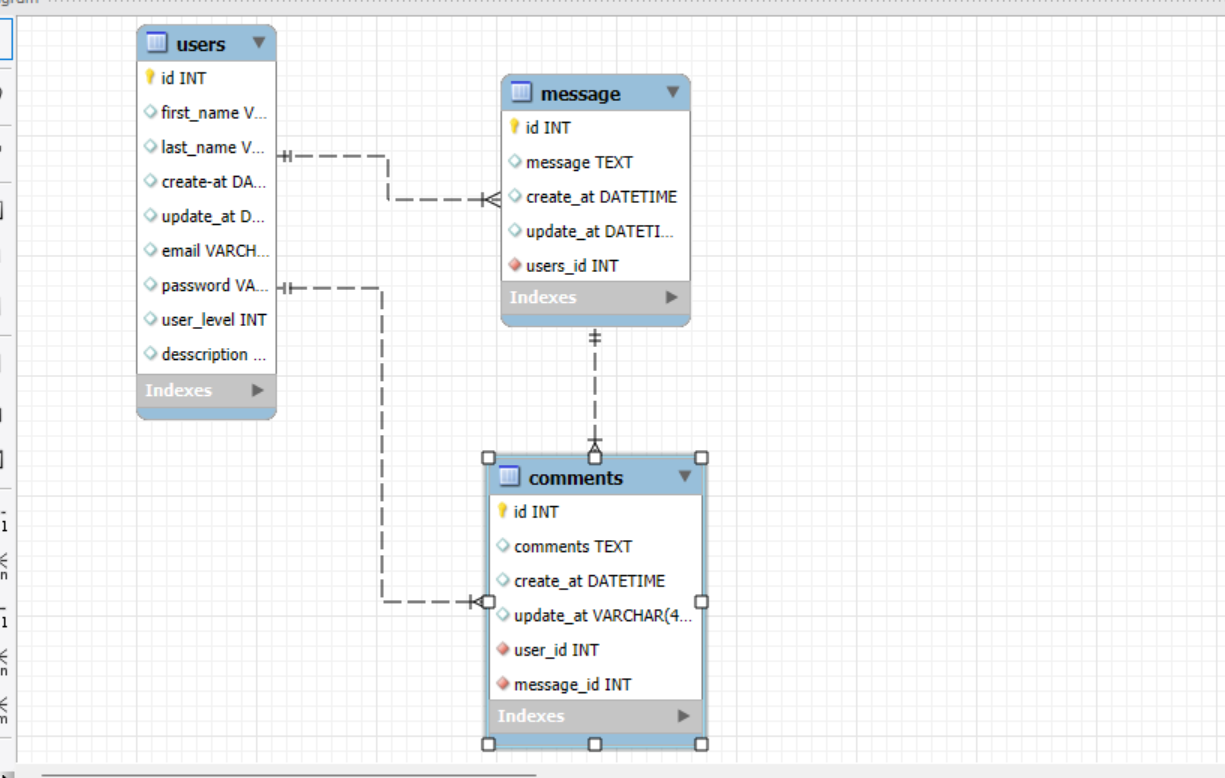 users
id INT
first_name V...
last_name V...
create-at DA...
update_at D...
email VARCH...
password VA...
user_level INT
desscription ...
Indexes
message
id INT
message TEXT
create_at DATETIME
update_at DATETI...
users_id INT
Indexes
comments
id INT
comments TEXT
create_at DATETIME
update_at VARCHAR(4...
user_id INT
message_id INT
Indexes
1
n
1
n
m